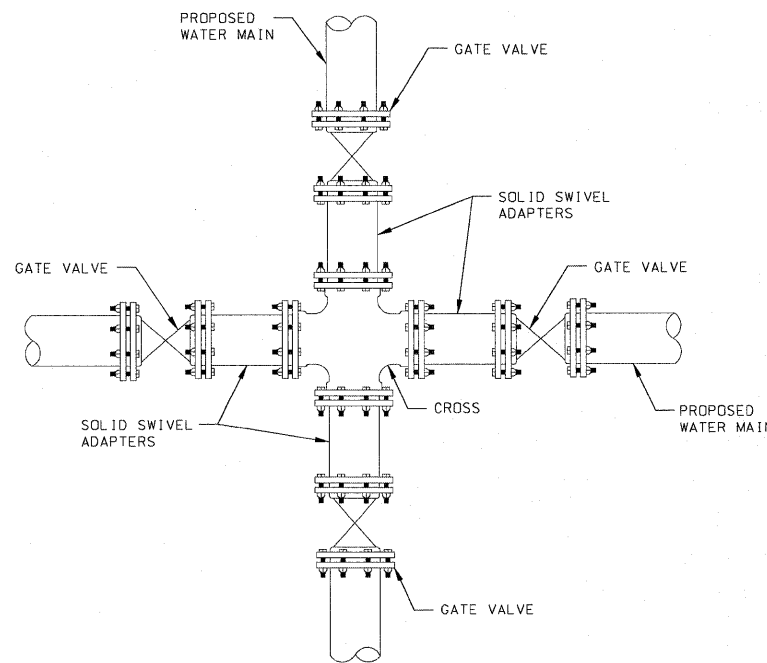 PROPOSED
WATER MAIN
GATE VALVE
SOLID SWIVEL
ADAPTERS
GATE VALVE
GATE VALVE
CROSS
SOLID SWIVEL
ADAPTERS
PROPOSED
WATER MAI
GATE VALVE